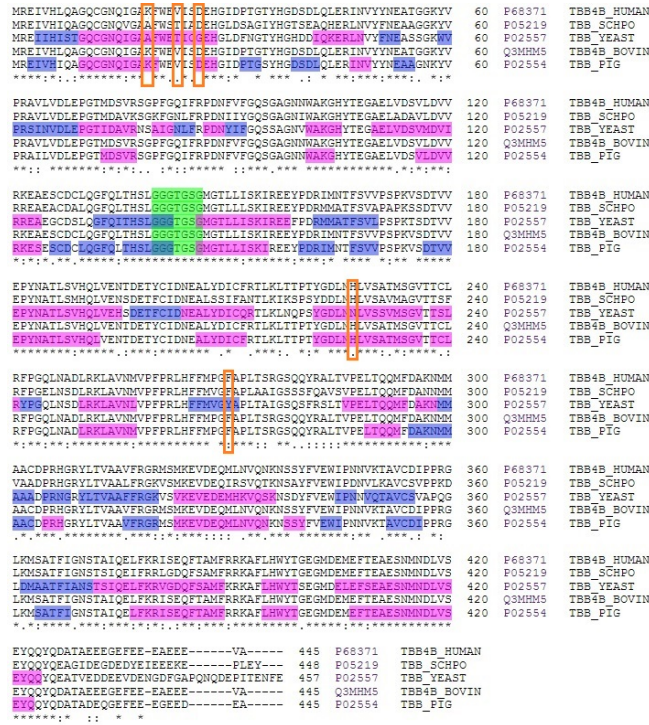 MREIVHLQAGQCGNQIGAKFWEVISDEHGIDPTGTYHGDSDLQLERINVYYNEATGGKYV 60 P68371 TBB4B_HUMAN
MREIVHIQAGQCGNQVGAAFWSTIADEHGLDSAGTYHGTSEAQHERLNVYFNEAAGGKYV 60 P05219 TBB_SCHPO
MREIIHISTGQCGNQIGAAFWETICGEHGLDFNGTYHGHDDIQKERLNVYFNEASSGKWV 60 P02557 TBB_YEAST
MREIVHLQAGQCGNQIGAKFWEVISDEHGIDPTGTYHGDSDLQLERINVYYNEATGGKYV 60 Q3MHM5 TBB4B_BOVIN
MREIVHIQAGQCGNQIGAKFWEVISDEHGIDPTGSYHGDSDLQLERINVYYNEAAGNKYV 60 P02554 TBB_PIG
PRAVLVDLEPGTMDSVRSGPFGQIFRPDNFVFGQSGAGNNWAKGHYTEGAELVDSVLDVV 120 P68371 TBB4B_HUMAN
PRAVLVDLEPGTMDAVKSGKFGNLFRPDNIIYGQSGAGNIWAKGHYTEGAELADAVLDVV 120 P05219 TBB_SCHPO
PRSINVDLEPGTIDAVRNSAIGNLFRPDNYIFGQSSAGNVWAKGHYTEGAELVDSVMDVI 120 P02557 TBB_YEAST
PRAVLVDLEPGTMDSVRSGPFGQIFRPDNFVFGQSGAGNNWAKGHYTEGAELVDSVLDVV 120 Q3MHM5 TBB4B_BOVIN
PRAILVDLEPGTMDSVRSGPFGQIFRPDNFVFGQSGAGNNWAKGHYTEGAELVDSVLDVV 120 P02554 TBB_PIG
RKEAESCDCLQGFQLTHSLGGGTGSGMGTLLISKIREEYPDRIMNTFSVVPSPKVSDTVV 180 P68371 TBB4B_HUMAN
RREAEACDALQGFQLTHSLGGGTGSGMGTLLLSKIREEYPDRMMATFSVAPAPKSSDTVV 180 P05219 TBB_SCHPO
RREAEGCDSLQGFQITHSLGGGTGSGMGTLLISKIREEFPDRMMATFSVLPSPKTSDTVV 180 P02557 TBB_YEAST
RKEAESCDCLQGFQLTHSLGGGTGSGMGTLLISKIREEYPDRIMNTFSVVPSPKVSDTVV 180 Q3MHM5 TBB4B_BOVIN
RKESESCDCLQGFQLTHSLGGGTGSGMGTLLISKIREEYPDRIMNTFSVVPSPKVSDTVV 180 P02554 TBB_PIG
EPYNATLSVHQLVENTDETYCIDNEALYDICFRTLKLTTPTYGDLNHLVSATMSGVTTCL 240 P68371 TBB4B_HUMAN
EPYNATLSMHQLVENSDETFCIDNEALSSIFANTLKIKSPSYDDLNHLVSAVMAGVTTSF 240 P05219 TBB_SCHPO
EPYNATLSVHQLVEHSDETFCIDNEALYDICQRTLKLNQPSYGDLNNLVSSVMSGVTTSL 240 P02557 TBB_YEAST
EPYNATLSVHQLVENTDETYCIDNEALYDICFRTLKLTTPTYGDLNHLVSATMSGVTTCL 240 Q3MHM5 TBB4B_BOVIN
EPYNATLSVHQLVENTDETYCIDNEALYDICFRTLKLTTPTYGDLNHLVSATMSGVTTCL 240 P02554 TBB_PIG
RFPGQLNADLRKLAVNMVPFPRLHFFMPGFAPLTSRGSQQYRALTVPELTQQMFDAKNMM 300 P68371 TBB4B_HUMAN
RFPGELNSDLRKLAVNMVPFPRLHFFMVGFAPLAAIGSSSFQAVSVPELTQQMFDANNMM 300 P05219 TBB_SCHPO
RYPGQLNSDLRKLAVNLVPFPRLHFFMVGYAPLTAIGSQSFRSLTVPELTQQMFDAKNMM 300 P02557 TBB_YEAST
RFPGQLNADLRKLAVNMVPFPRLHFFMPGFAPLTSRGSQQYRALTVPELTQQMFDAKNMM 300 Q3MHM5 TBB4B_BOVIN
RFPGQLNADLRKLAVNMVPFPRLHFFMPGFAPLTSRGSQQYRALTVPELTQQMFDAKNMM 300 P02554 TBB_PIG
AACDPRHGRYLTVAAVFRGRMSMKEVDEQMLNVQNKNSSYFVEWIPNNVKTAVCDIPPRG 360 P68371 TBB4B_HUMAN
VAADPRHGRYLTVAALFRGKVSMKEVDEQIRSVQTKNSAYFVEWIPDNVLKAVCSVPPKD 360 P05219 TBB_SCHPO
AAADPRNGRYLTVAAFFRGKVSVKEVEDEMHKVQSKNSDYFVEWIPNNVQTAVCSVAPQG 360 P02557 TBB_YEAST
AACDPRHGRYLTVAAVFRGRMSMKEVDEQMLNVQNKNSSYFVEWIPNNVKTAVCDIPPRG 360 Q3MHM5 TBB4B_BOVIN
AACDPRHGRYLTVAAVFRGRMSMKEVDEQMLNVQNKNSSYFVEWIPNNVKTAVCDIPPRG 360 P02554 TBB_PIG
LKMSATFIGNSTAIQELFKRISEQFTAMFRRKAFLHWYTGEGMDEMEFTEAESNMNDLVS 420 P68371 TBB4B_HUMAN
LKMSATFIGNSTSIQEIFRRLGDQFSAMFRRKAFLHWYTGEGMDEMEFTEAESNMNDLVS 420 P05219 TBB_SCHPO
LDMAATFIANSTSIQELFKRVGDQFSAMFKRKAFLHWYTSEGMDELEFSEAESNMNDLVS 420 P02557 TBB_YEAST
LKMSATFIGNSTAIQELFKRISEQFTAMFRRKAFLHWYTGEGMDEMEFTEAESNMNDLVS 420 Q3MHM5 TBB4B_BOVIN
LKMSATFIGNSTAIQELFKRISEQFTAMFRRKAFLHWYTGEGMDEMEFTEAESNMNDLVS 420 P02554 TBB_PIG
EYQQYQDATAEEEGEFEE-EAEEE------VA----- 445 P68371 TBB4B_HUMAN
EYQQYQEAGIDEGDEDYEIEEEKE------PLEY--- 448 P05219 TBB_SCHPO
EYQQYQEATVEDDEEVDENGDFGAPQNQDEPITENFE 457 P02557 TBB_YEAST
EYQQYQDATAEEEGEFEE-EAEEE------VA----- 445 Q3MHM5 TBB4B_BOVIN
EYQQYQDATADEQGEFEE-EGEED------EA----- 445 P02554 TBB_PIG